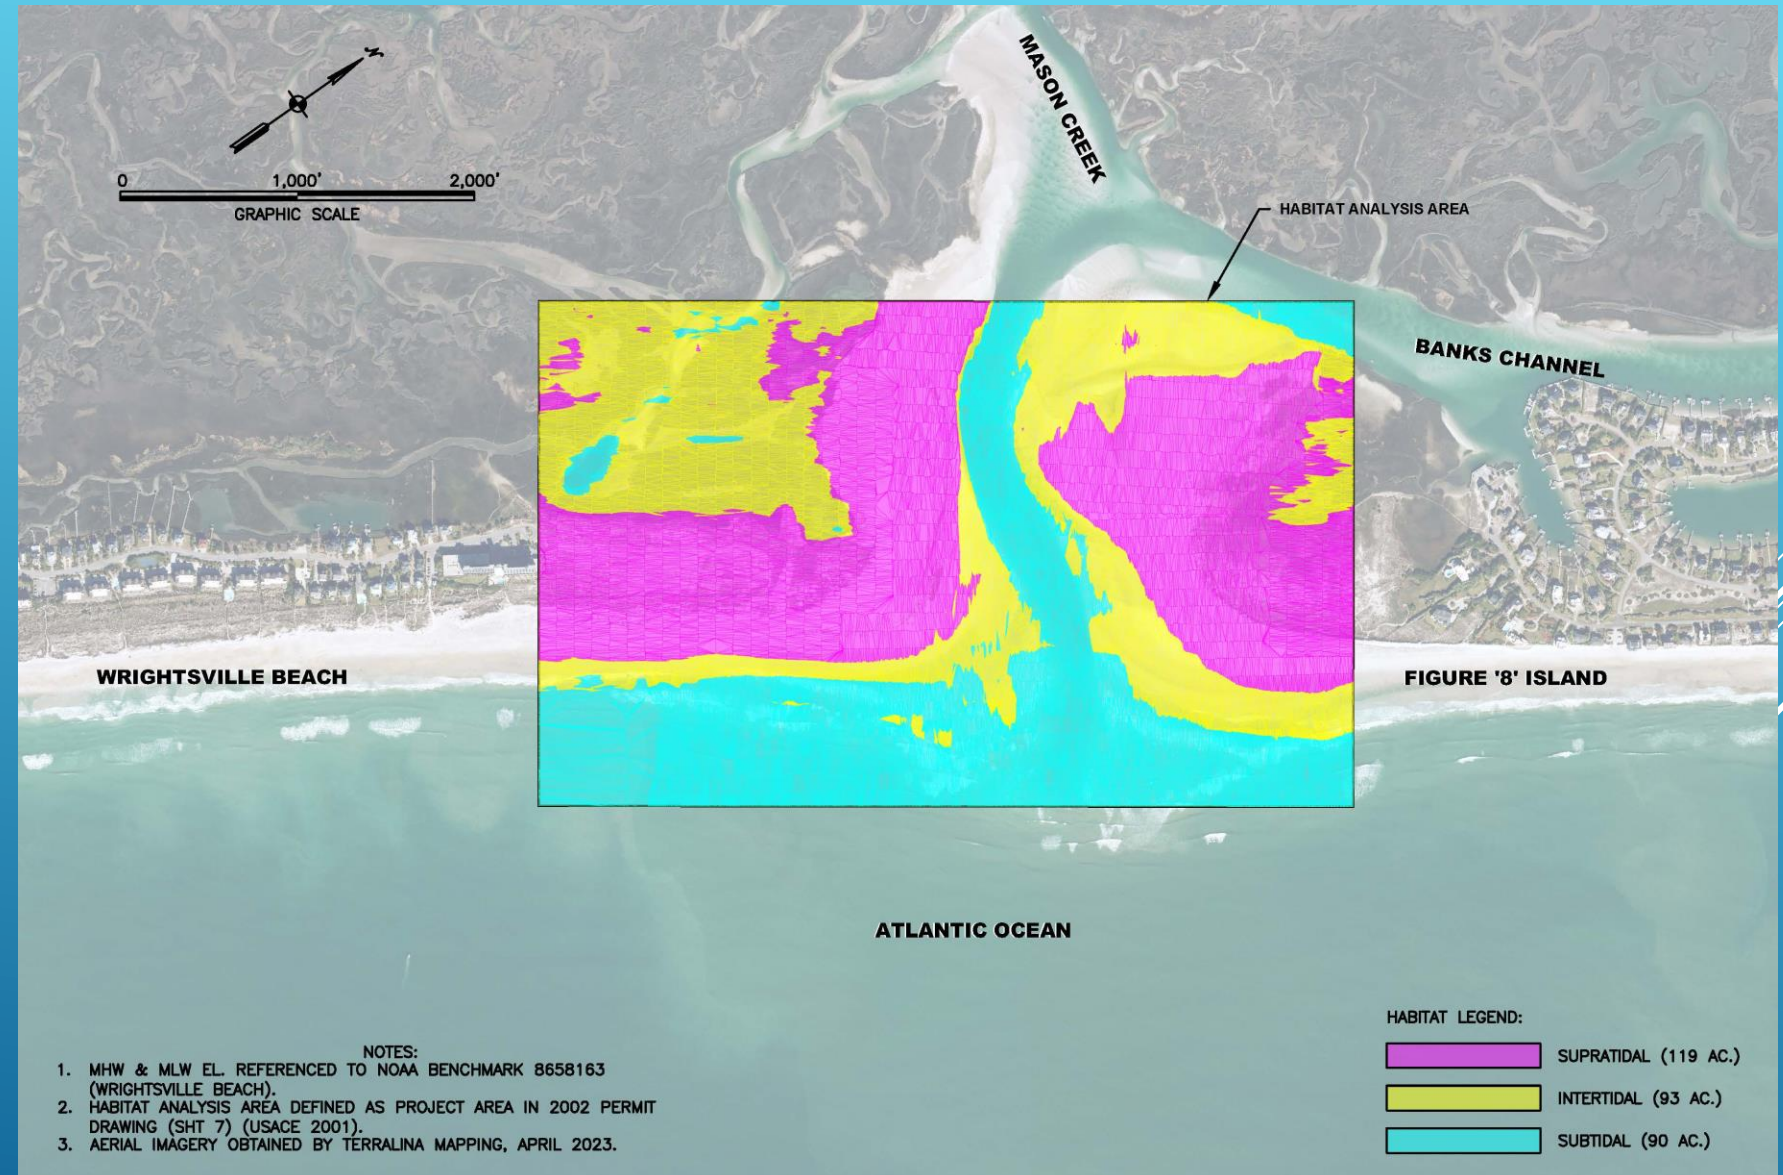 N
0 1,000' 2,000'
GRAPHIC SCALE
MASON CREEK
HABITAT ANALYSIS AREA
BANKS CHANNEL
WRIGHTSVILLE BEACH
FIGURE '8' ISLAND
ATLANTIC OCEAN
NOTES:
1. MHW & MLW EL. REFERENCED TO NOAA BENCHMARK 8658163
(WRIGHTSVILLE BEACH).
2. HABITAT ANALYSIS AREA DEFINED AS PROJECT AREA IN 2002 PERMIT
DRAWING (SHT 7) (USACE 2001).
3. AERIAL IMAGERY OBTAINED BY TERRALINA MAPPING, APRIL 2023.
HABITAT LEGEND:
SUPRATIDAL (119 AC.)
INTERTIDAL (93 AC.)
SUBTIDAL (90 AC.)